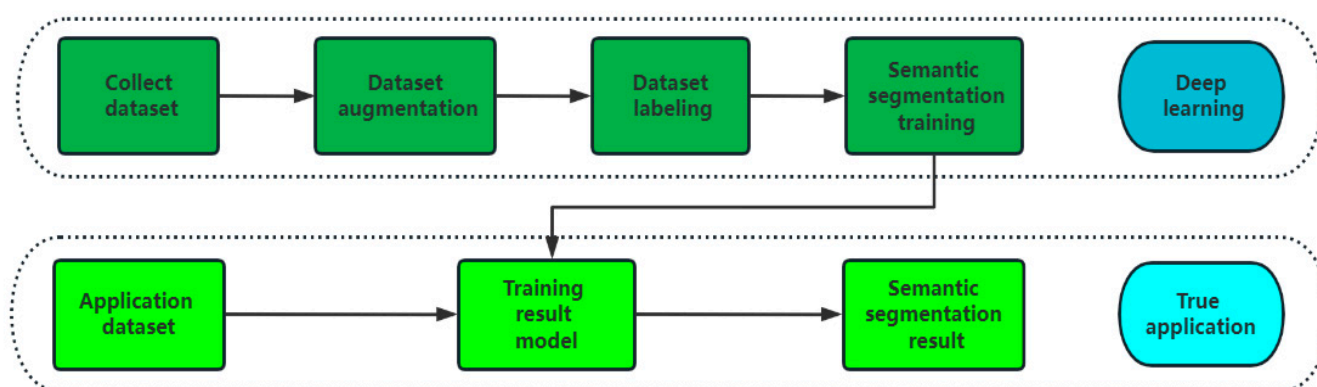 Collect
dataset
Dataset
augmentation
Dataset
labeling
Semantic
segmentation
training
Deep
learning
Application
dataset
Training
result
model
Semantic
segmentation
result
True
application